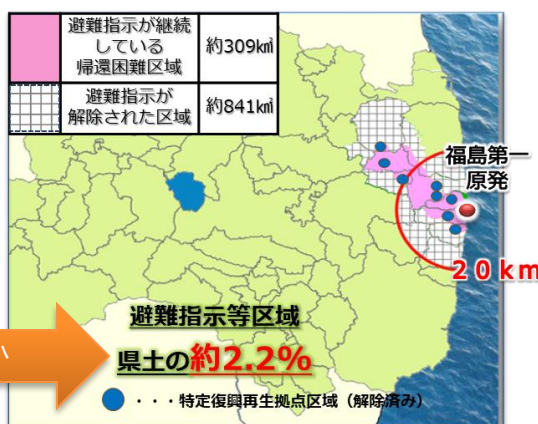 避難指示が継続
している
帰還困難区域
約309㎢
避難指示が
解除された区域
約841㎢
福島第一
原発
２０ｋｍ
避難指示等区域
県土の約2.2%
・・・特定復興再生拠点区域（解除済み）